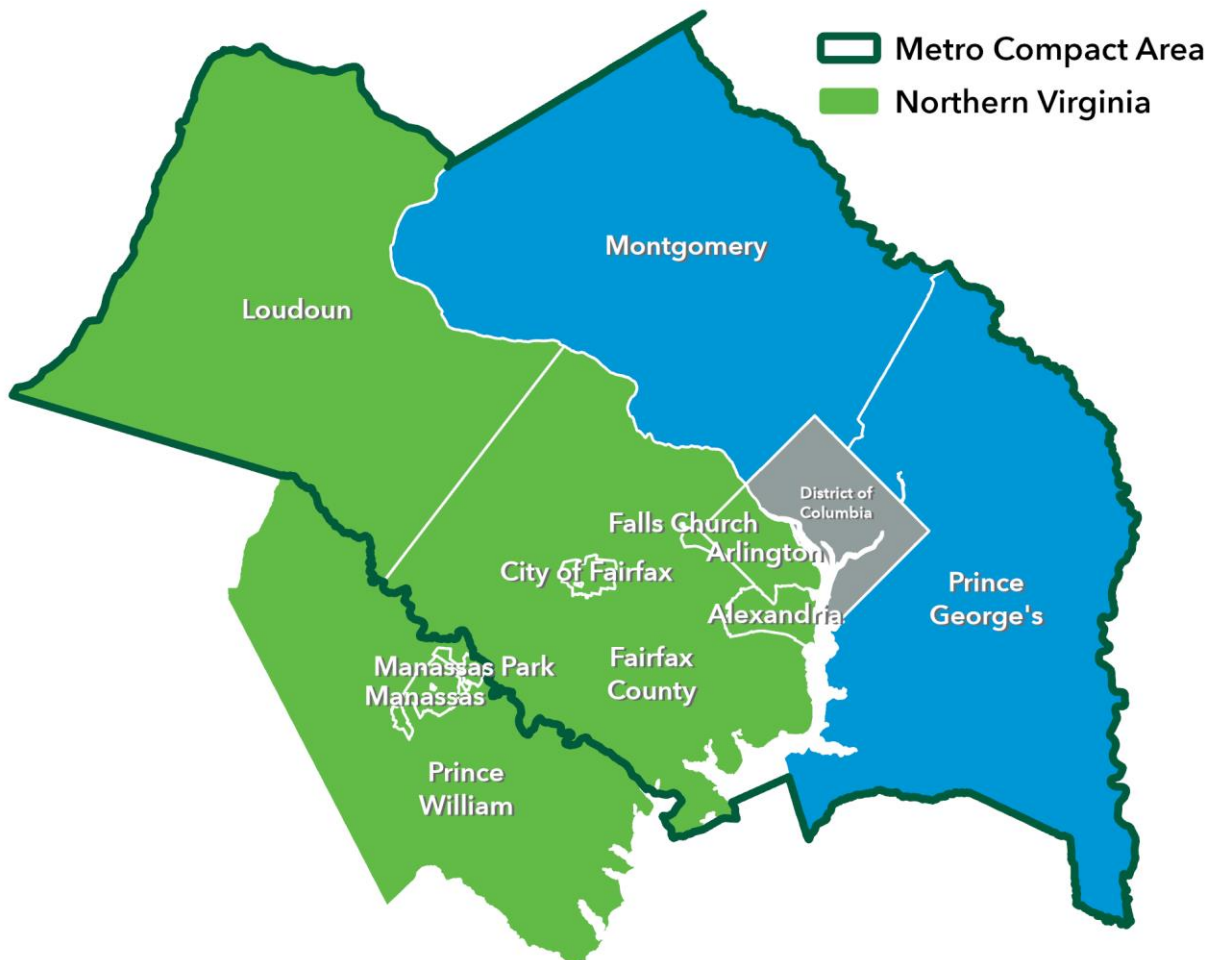 Metro Compact Area
Northern Virginia
Montgomery
Loudoun
District of
Columbia
Falls Church
Arlington
City of Fairfax
Prince
George's
Alexandria
Fairfax
County
Manassas Park
Manassas
Prince
William